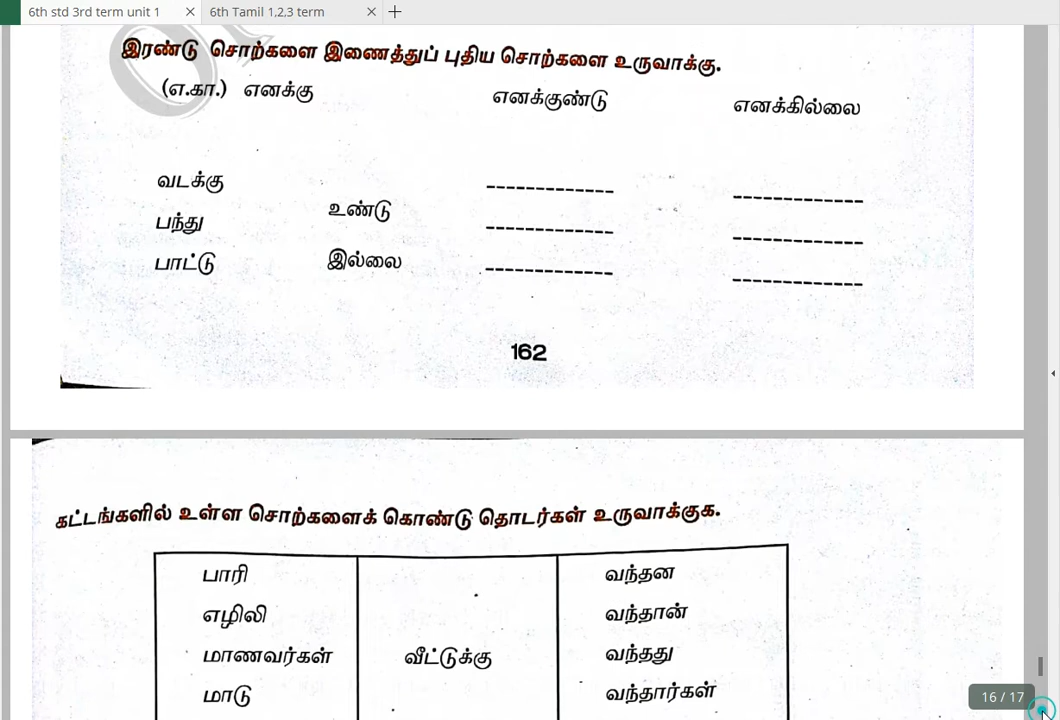 6th std 3rd term unit 1 × 6th Tamil 1,2,3 term × +
இரண்டு சொற்களை இணைத்துப் புதிய சொற்களை உருவாக்கு.
(எ.கா.) எனக்கு எனக்குண்டு எனக்கில்லை
வடக்கு
உண்டு
பந்து
பாட்டு இல்லை
162
கட்டங்களில் உள்ள சொற்களைக் கொண்டு தொடர்கள் உருவாக்குக.
பாரி வந்தன
எழிலி வந்தான்
மாணவர்கள் வீட்டுக்கு வந்தது
மாடு வந்தார்கள்
16 / 17